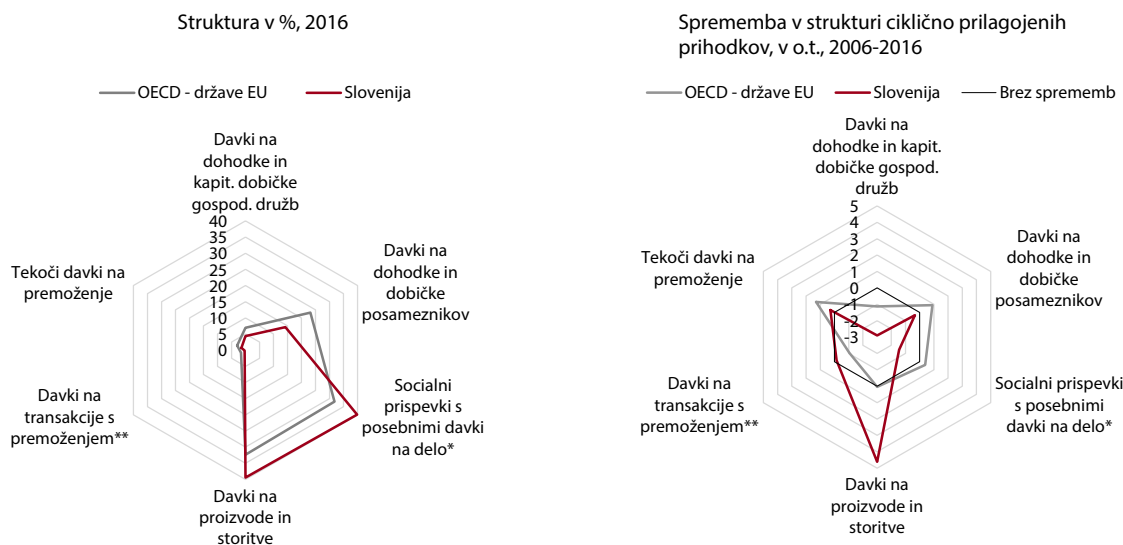 Struktura v %, 2016
OECD - države EU
Slovenija
Davki na
dohodke in
kapit. dobičke
gospod. družb
40
35
30
25
20
15
10
5
0
Davki na
dohodke in
dobičke
posameznikov
Socialni
prispevki s
posebnimi davki
na delo*
Davki na
proizvode in
storitve
Davki na
transakcije s
premoženjem**
Tekoči davki na
premoženje
Sprememba v strukturi ciklično prilagojenih
prihodkov, v o.t., 2006-2016
OECD - države EU
Slovenija
Brez sprememb
Davki na
dohodke in kapit.
dobičke gospod.
družb
5
4
3
2
1
0
-1
-2
-3
Davki na
dohodke in
dobičke
posameznikov
Socialni prispevki
s posebnimi
davki na delo*
Davki na
proizvode in
storitve
Davki na
transakcije s
premoženjem**
Tekoči davki na
premoženje